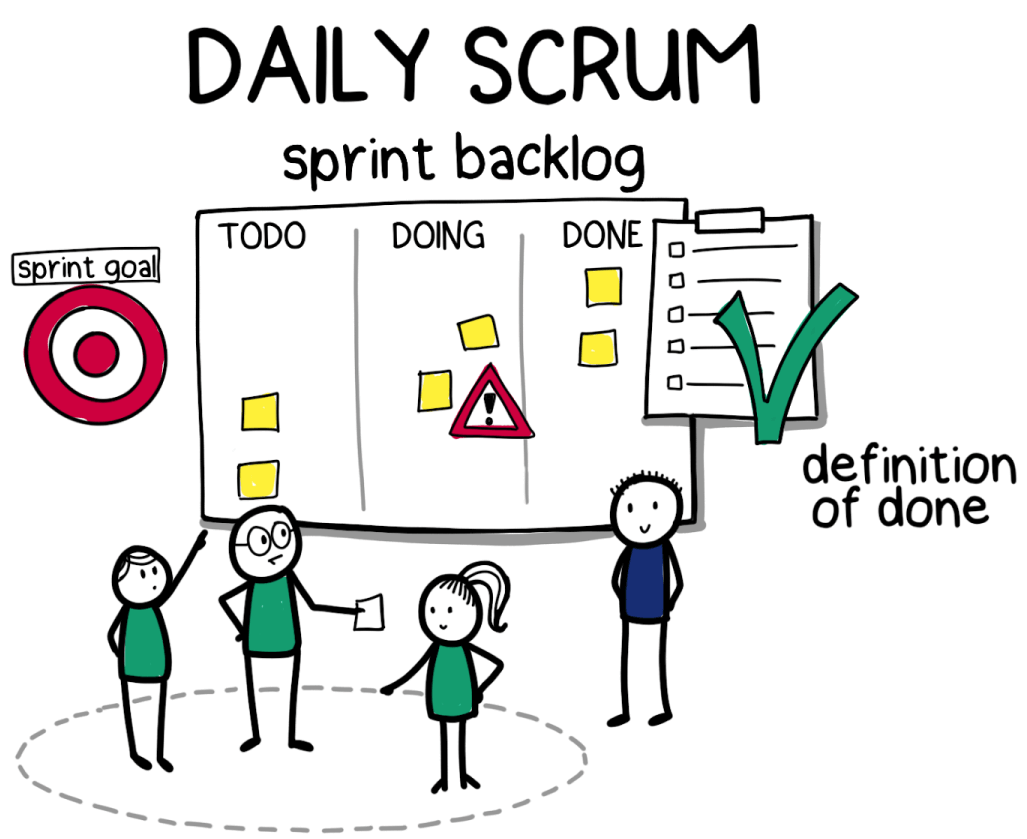 DAILY SCRUM
sprint backlog
TODO DOING DONE
sprint goal
definition
of done